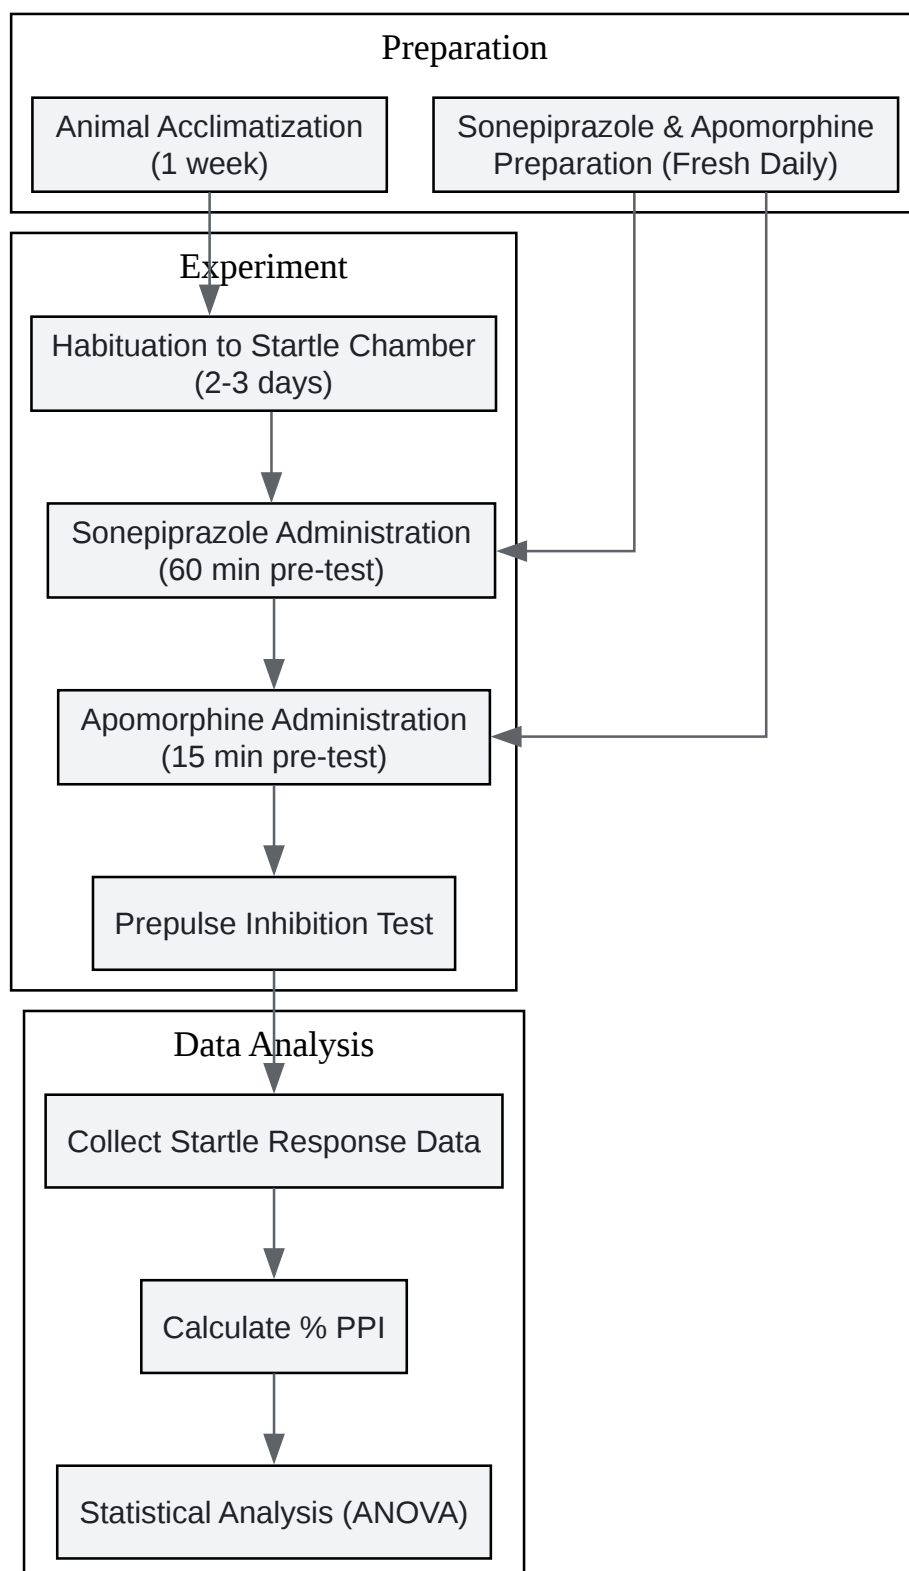 Preparation
Animal Acclimatization
(1 week)
Sonepiprazole & Apomorphine
Preparation (Fresh Daily)
Experiment
Habituation to Startle Chamber
(2-3 days)
Sonepiprazole Administration
(60 min pre-test)
Apomorphine Administration
(15 min pre-test)
Prepulse Inhibition Test
Data Analysis
Collect Startle Response Data
Calculate % PPI
Statistical Analysis (ANOVA)